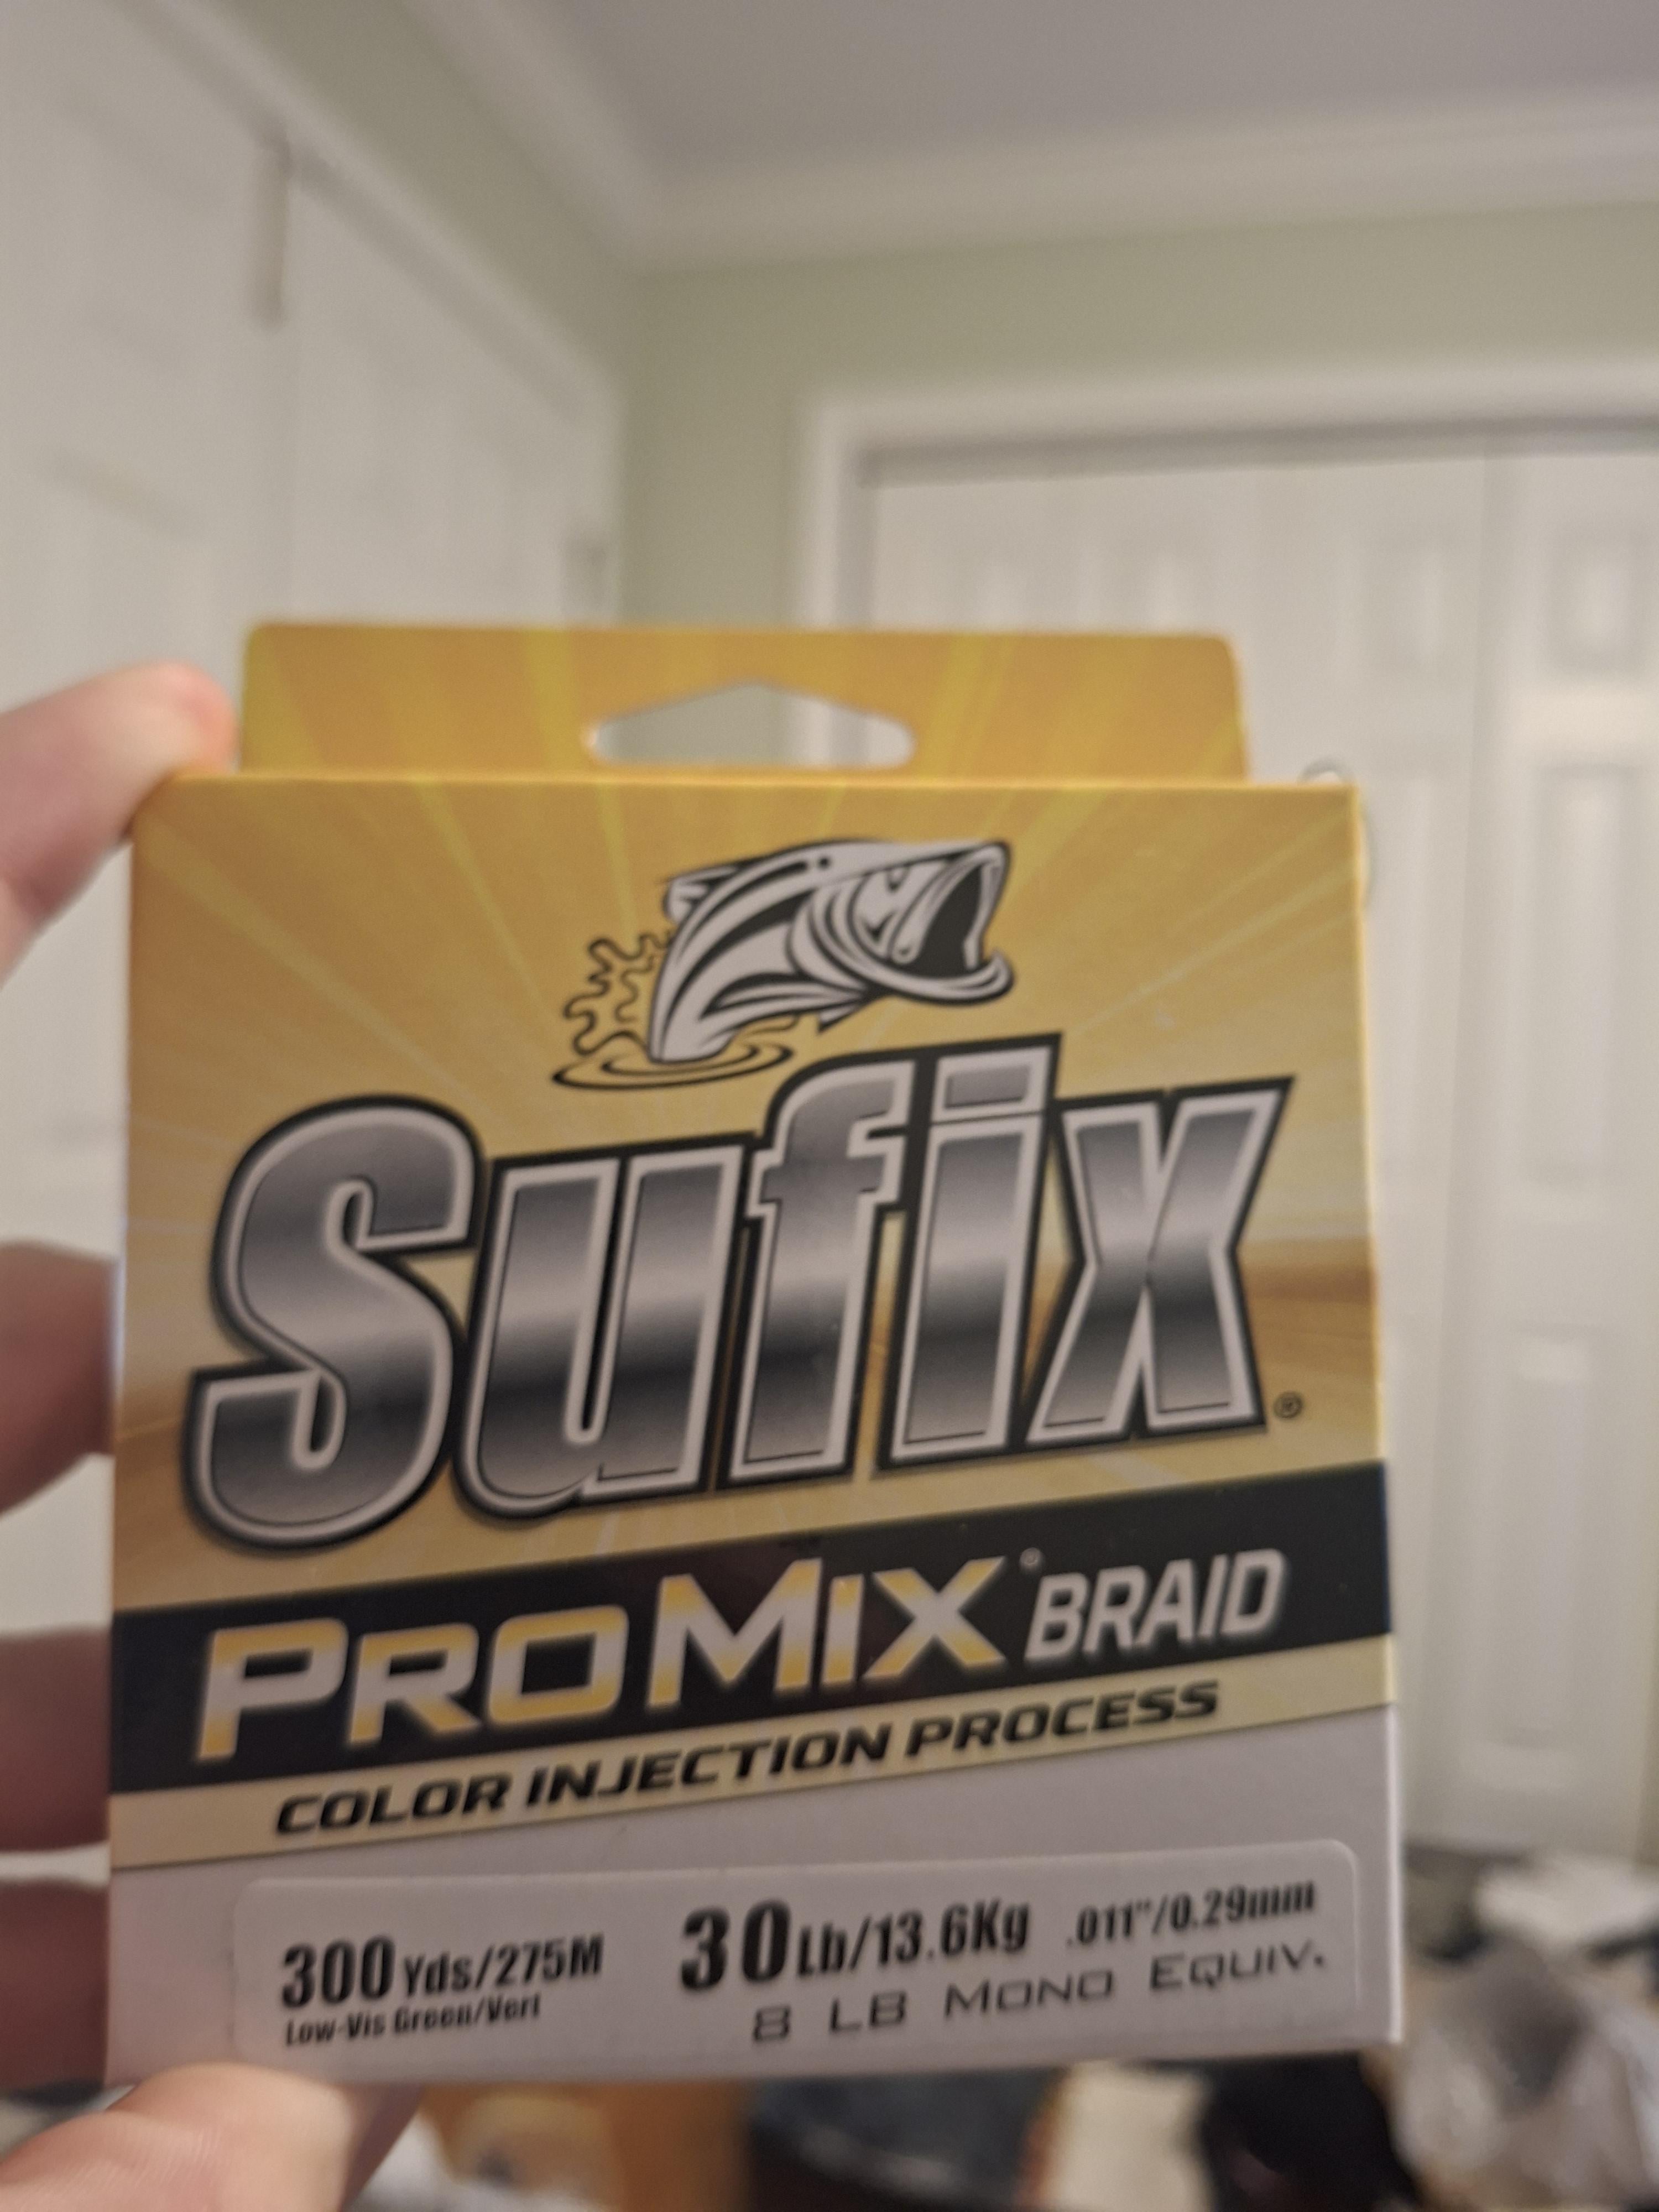 Sufix®
PROMIX® BRAID
COLOR INJECTION PROCESS
300 Yds/275M 30 Lb/13.6Kg .011"/0.29mm
Low-Vis Green/Vert 8 LB MONO EQUIV.